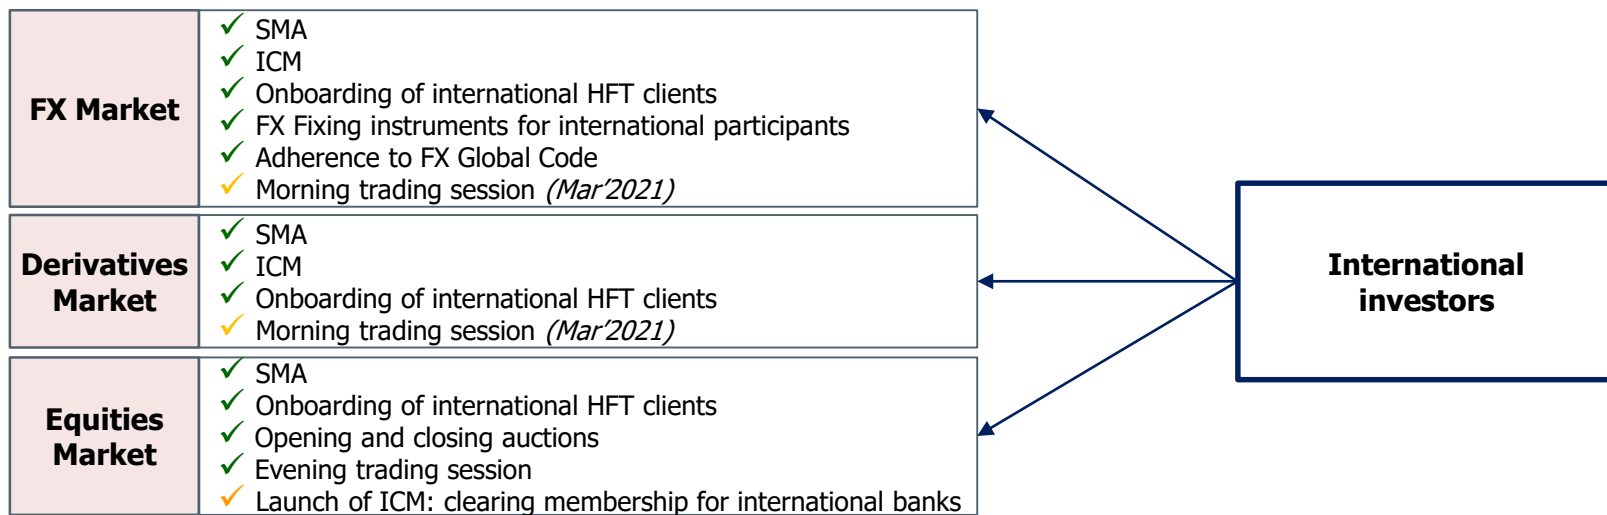 FX Market
✓ SMA
✓ ICM
✓ Onboarding of international HFT clients
✓ FX Fixing instruments for international participants
✓ Adherence to FX Global Code
✓ Morning trading session (Mar’2021)
Derivatives
Market
✓ SMA
✓ ICM
✓ Onboarding of international HFT clients
✓ Morning trading session (Mar’2021)
Equities
Market
✓ SMA
✓ Onboarding of international HFT clients
✓ Opening and closing auctions
✓ Evening trading session
✓ Launch of ICM: clearing membership for international banks
International
investors